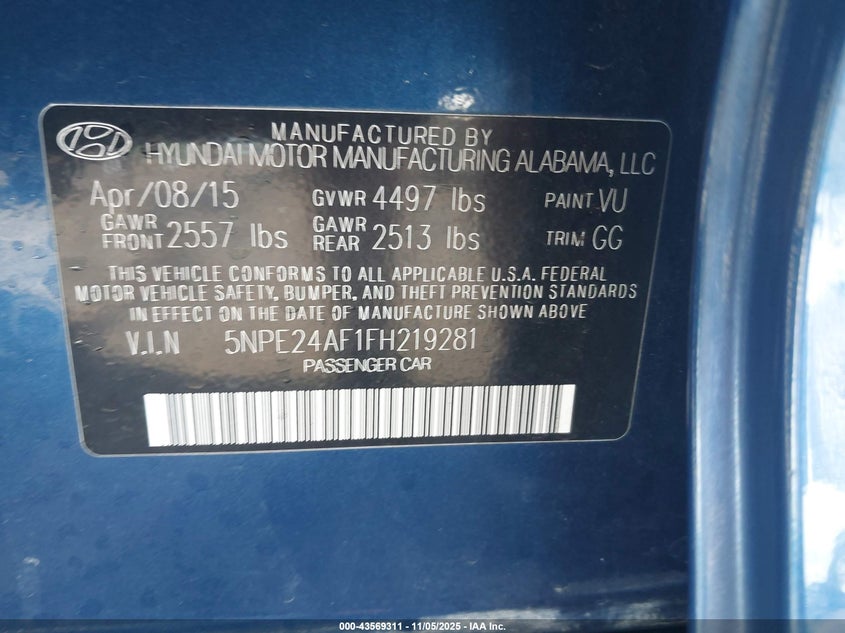 MANUFACTURED BY
HYUNDAI MOTOR MANUFACTURING ALABAMA, LLC
Apr/08/15 GVWR 4497 lbs PAINT VU
GAWR FRONT 2557 lbs GAWR REAR 2513 lbs TRIM GG
THIS VEHICLE CONFORMS TO ALL APPLICABLE U.S.A. FEDERAL
MOTOR VEHICLE SAFETY, BUMPER, AND THEFT PREVENTION STANDARDS
IN EFFECT ON THE DATE OF MANUFACTURE SHOWN ABOVE
V.I.N 5NPE24AF1FH219281
PASSENGER CAR
000-43569311 - 11/05/2025 - IAA Inc.